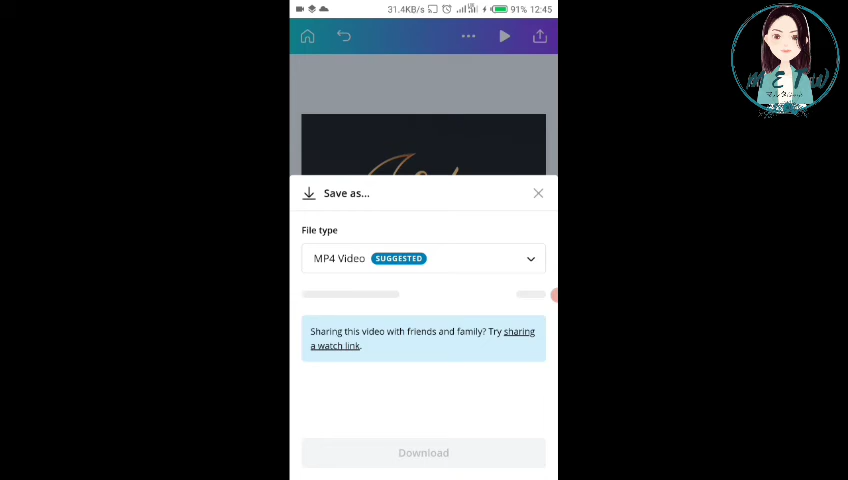 31.4KB/s 91% 12:45
Save as...
File type
MP4 Video SUGGESTED
Sharing this video with friends and family? Try sharing
a watch link.
Download